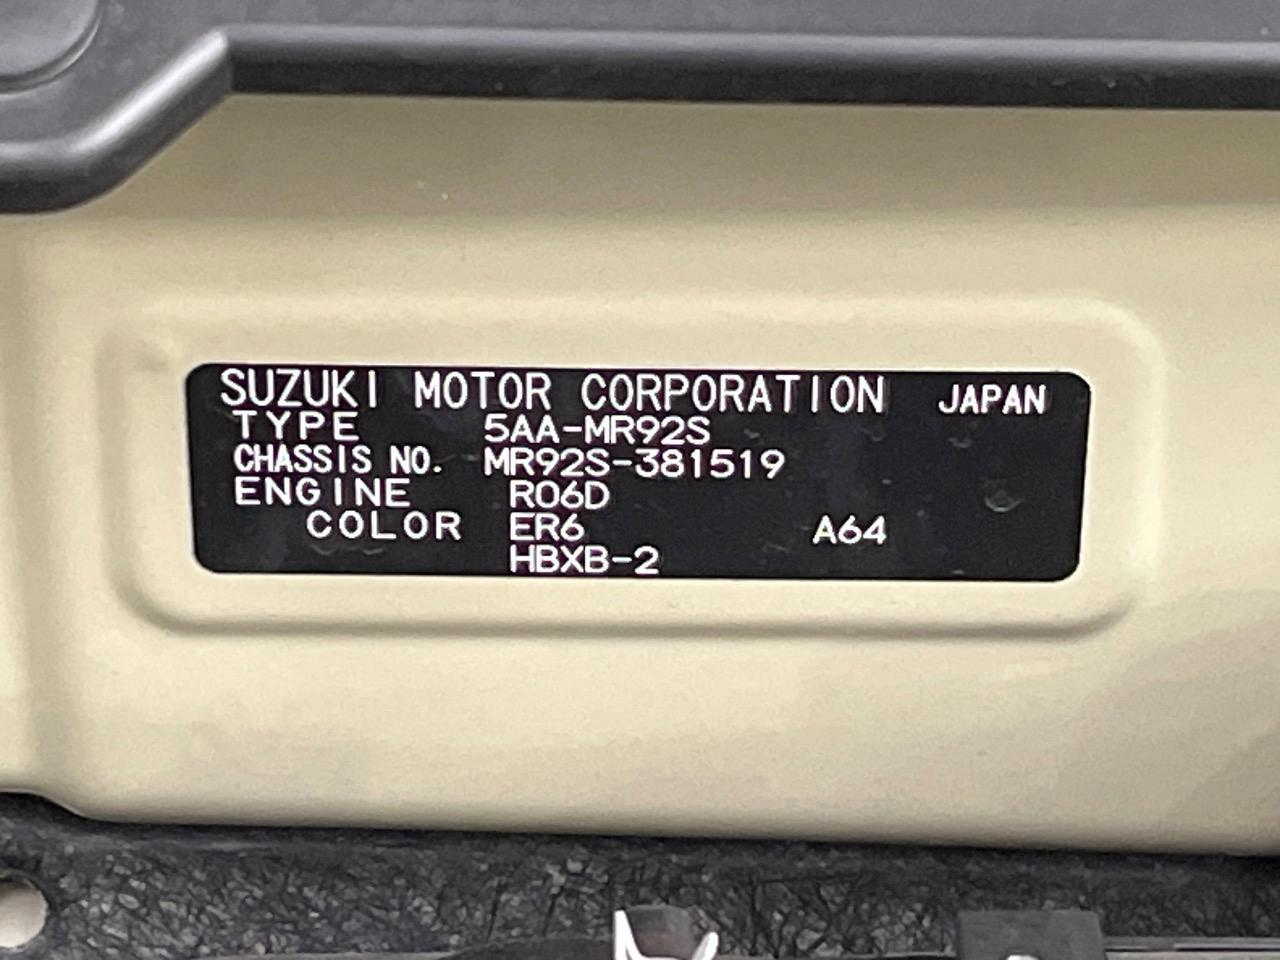 SUZUKI MOTOR CORPORATION JAPAN
TYPE 5AA-MR92S
CHASSIS NO. MR92S-381519
ENGINE R06D
COLOR ER6 A64
HBXB-2